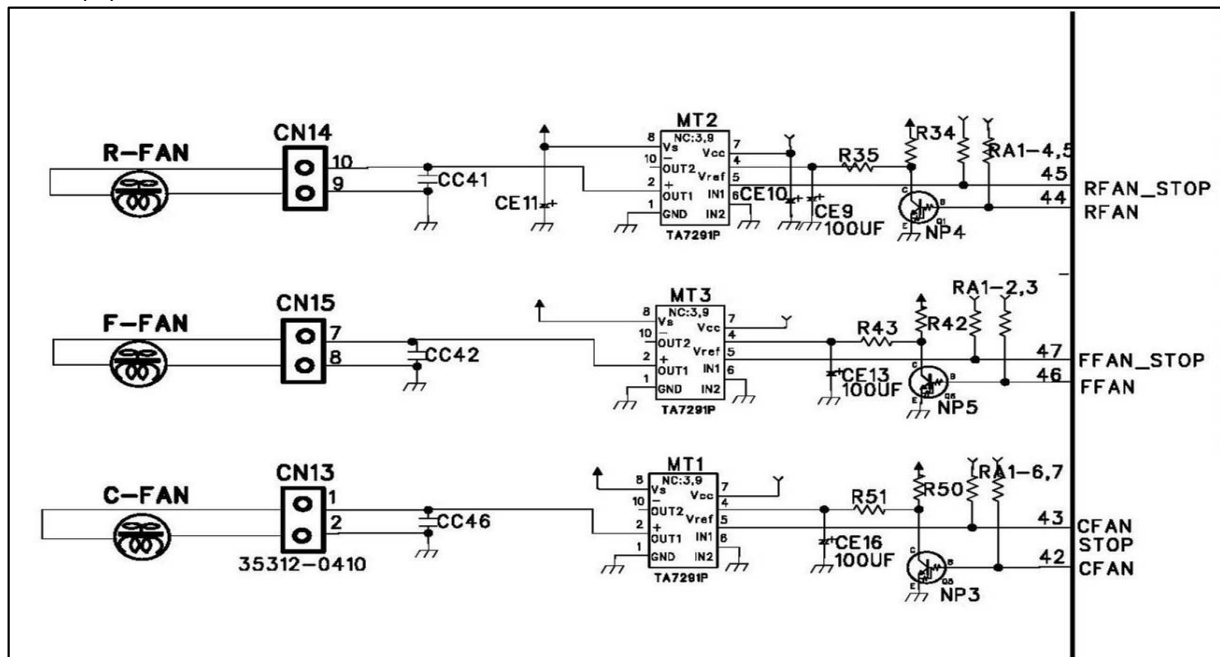 R-FAN
CN14
10
9
CC41
CE11
+
MT2
NC:3,9
8
Vs
10
-
OUT2
2
+
OUT1
1
GND
Vcc
7
4
Vref
5
IN1
6
IN2
TA7291P
CE10
+
CE9
+
100UF
R35
R34
RA1-4,5
C
B
E
Q1
NP4
45
RFAN_STOP
44
RFAN
F-FAN
CN15
7
8
CC42
MT3
NC:3,9
8
Vs
10
-
OUT2
2
+
OUT1
1
GND
Vcc
7
4
Vref
5
IN1
6
IN2
TA7291P
CE13
+
100UF
R43
R42
RA1-2,3
C
B
E
NP5
47
FFAN_STOP
46
FFAN
C-FAN
CN13
1
2
35312-0410
CC46
MT1
NC:3,9
8
Vs
10
-
OUT2
2
+
OUT1
1
GND
Vcc
7
4
Vref
5
IN1
6
IN2
TA7291P
CE16
+
100UF
R51
R50
RA1-6,7
C
B
E
NP3
43
CFAN
STOP
42
CFAN